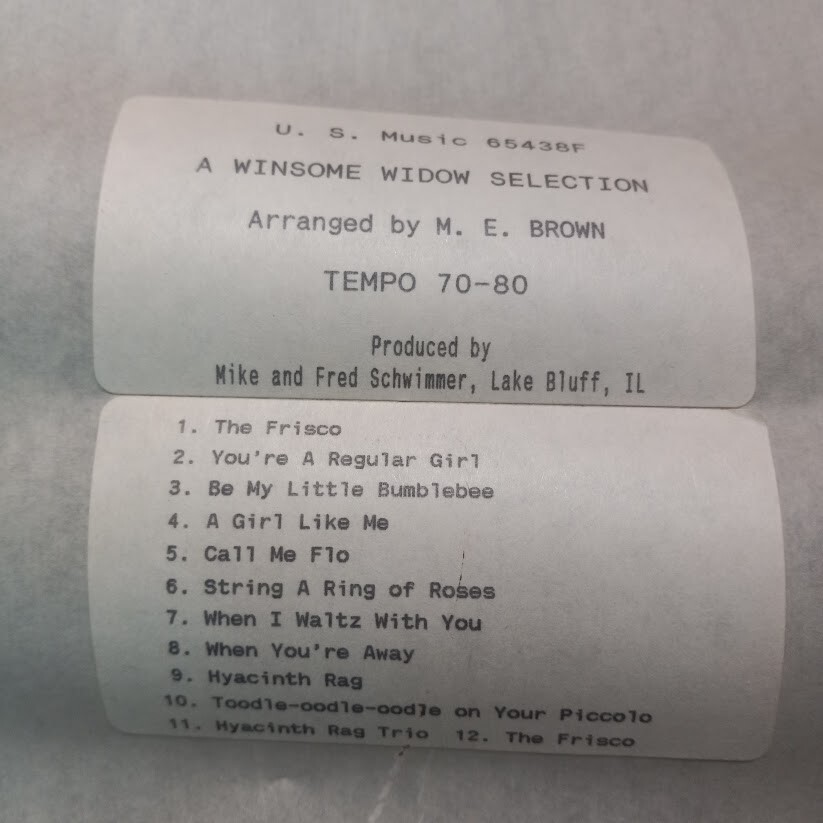 U. S. Music 65438F
A WINSOME WIDOW SELECTION
Arranged by M. E. BROWN
TEMPO 70-80
Produced by
Mike and Fred Schwimmer, Lake Bluff, IL
1. The Frisco
2. You're A Regular Girl
3. Be My Little Bumblebee
4. A Girl Like Me
5. Call Me Flo
6. String A Ring of Roses
7. When I Waltz With You
8. When You're Away
9. Hyacinth Rag
10. Toodle-oodle-oodle on Your Piccolo
11. Hyacinth Rag Trio 12. The Frisco